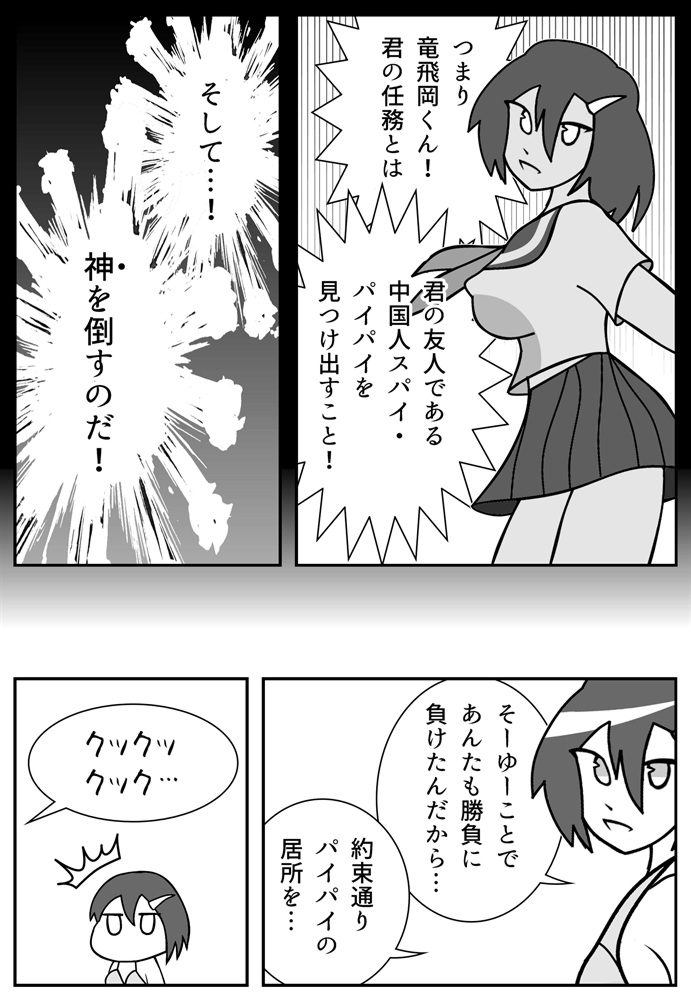 つまり
竜飛岡くん！
君の任務とは
君の友人である
中国人スパイ・
パイパイを
見つけ出すこと！
そして…！
神を倒すのだ！
そーゆーことで
あんたも勝負に
負けたんだから…
約束通り
パイパイの
居所を…
クックッ
クック…